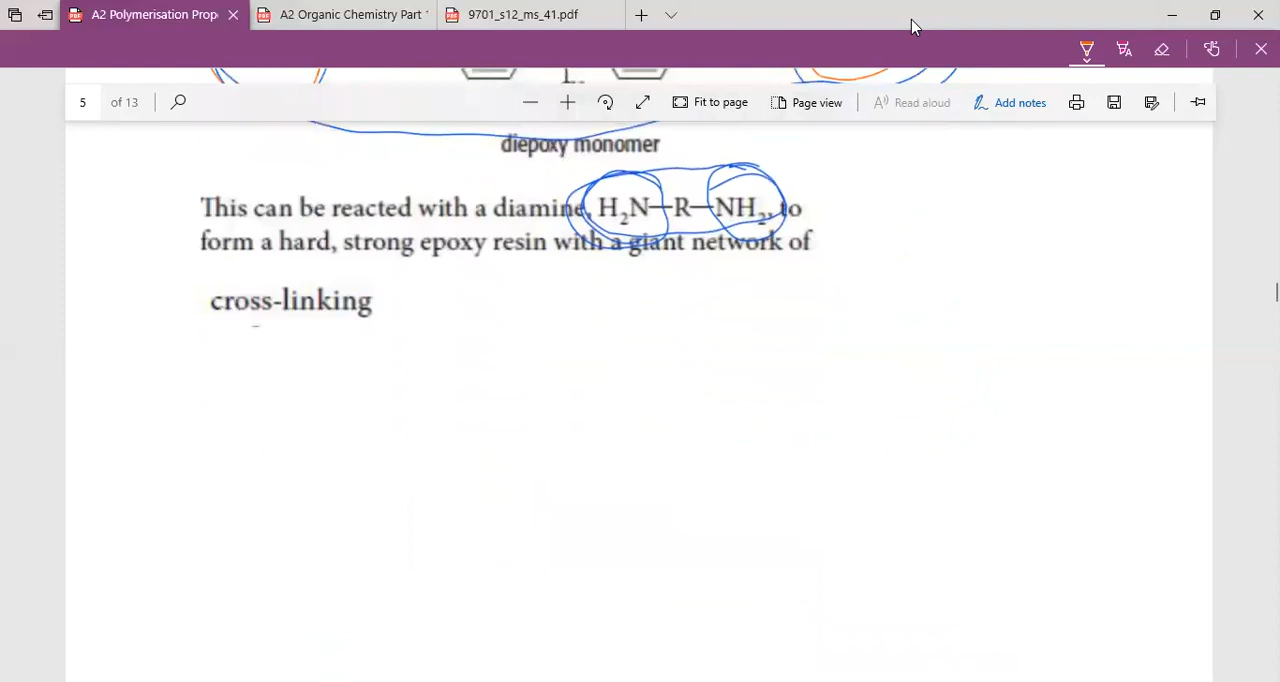 A2 Polymerisation Prop
A2 Organic Chemistry Part
9701_s12_ms_41.pdf
5 of 13
Fit to page
Page view
Read aloud
Add notes
diepoxy monomer
This can be reacted with a diamine, H₂N—R—NH₂, to
form a hard, strong epoxy resin with a giant network of
cross-linking